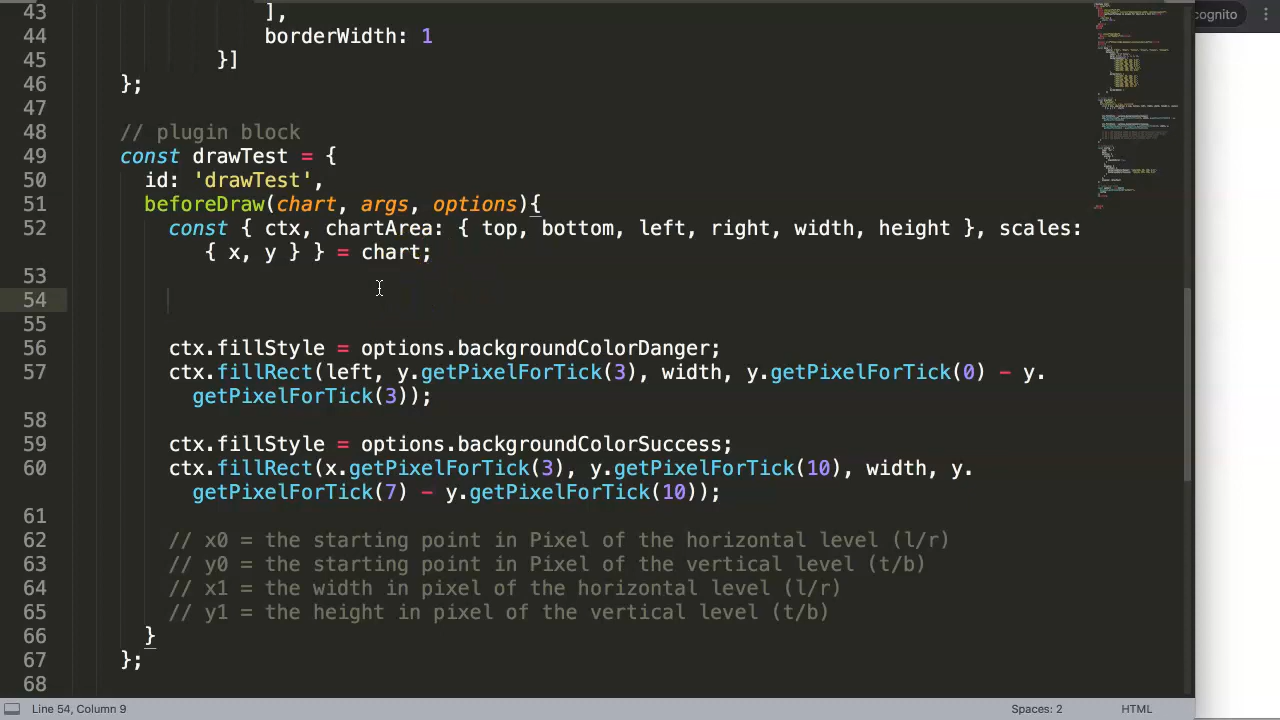 43 ],
44 borderWidth: 1
45 }]
46 };
47
48 // plugin block
49 const drawTest = {
50 id: 'drawTest',
51 beforeDraw(chart, args, options){
52 const { ctx, chartArea: { top, bottom, left, right, width, height }, scales:
{ x, y } } = chart;
53
54
55
56 ctx.fillStyle = options.backgroundColorDanger;
57 ctx.fillRect(left, y.getPixelForTick(3), width, y.getPixelForTick(0) - y.
getPixelForTick(3));
58
59 ctx.fillStyle = options.backgroundColorSuccess;
60 ctx.fillRect(x.getPixelForTick(3), y.getPixelForTick(10), width, y.
getPixelForTick(7) - y.getPixelForTick(10));
61
62 // x0 = the starting point in Pixel of the horizontal level (l/r)
63 // y0 = the starting point in Pixel of the vertical level (t/b)
64 // x1 = the width in pixel of the horizontal level (l/r)
65 // y1 = the height in pixel of the vertical level (t/b)
66 }
67 };
68
cognito
Line 54, Column 9
Spaces: 2
HTML